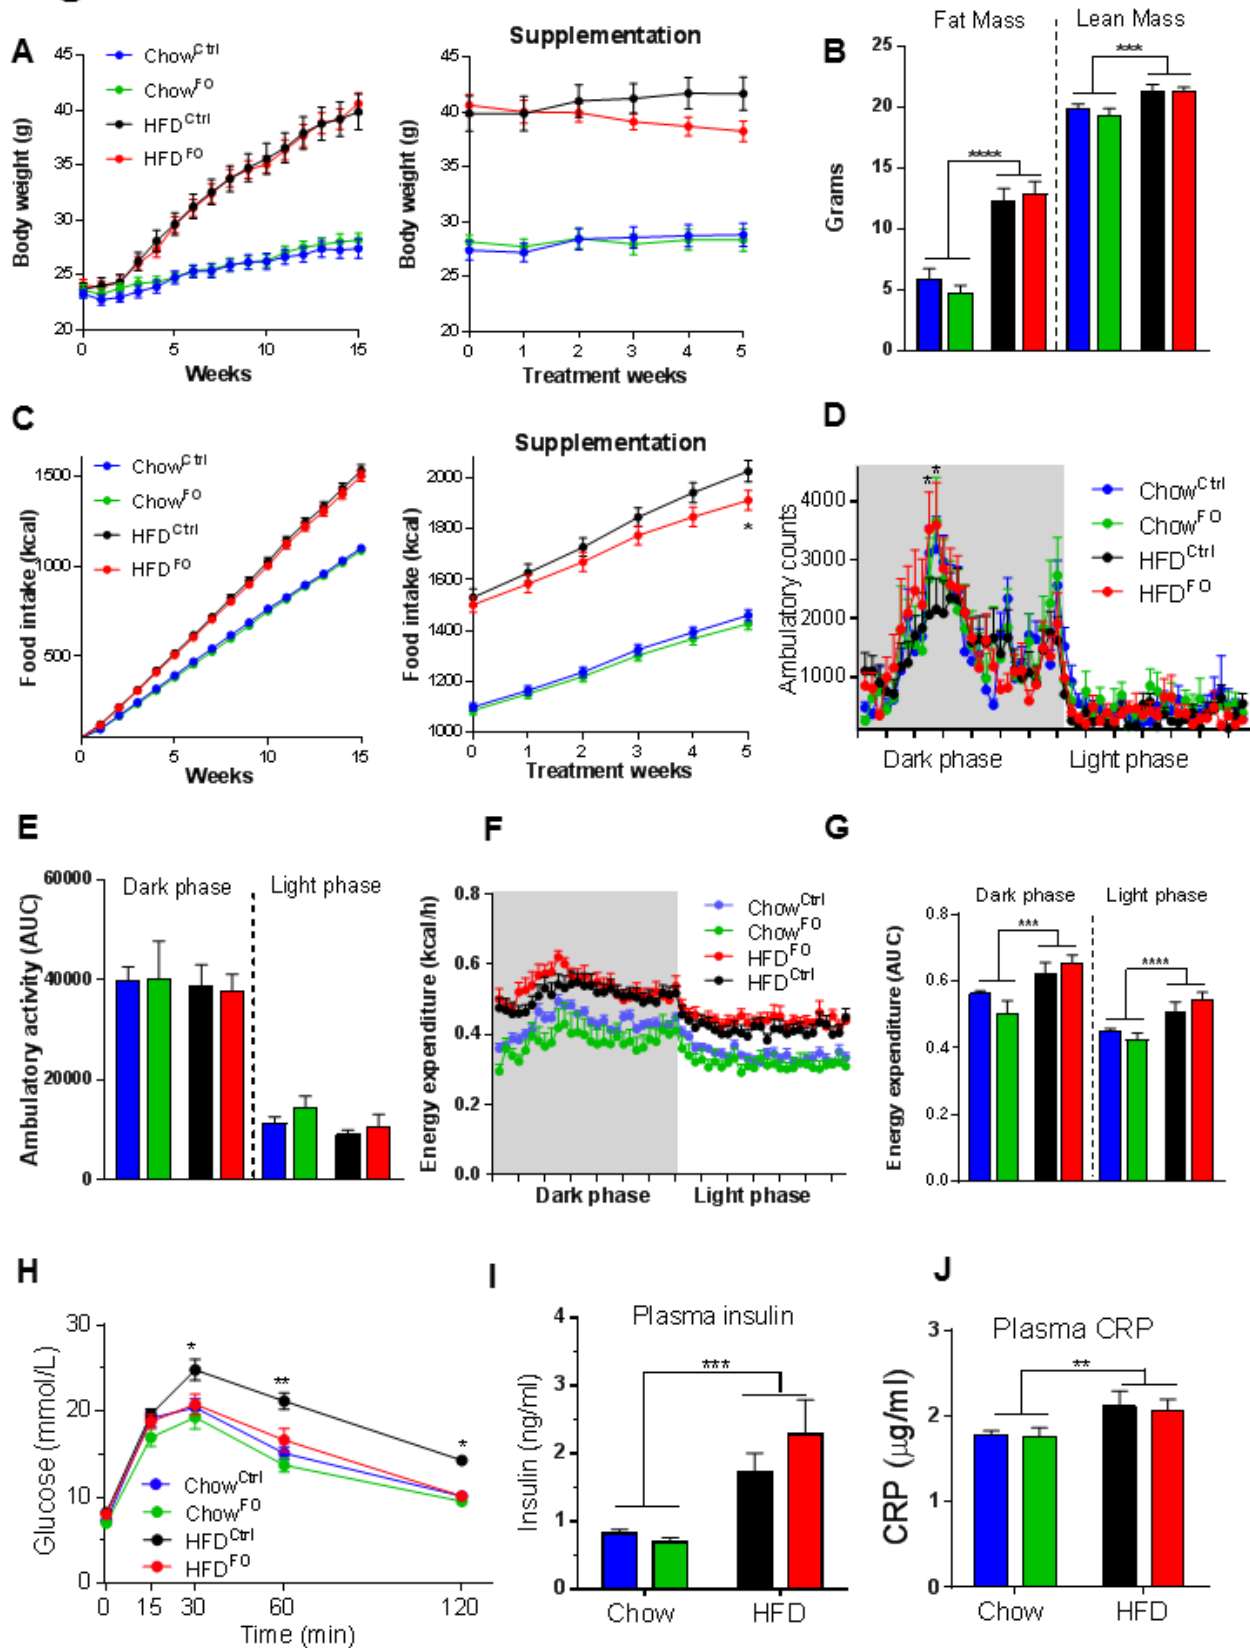 A
45
40
35
30
25
20
Body weight (g)
0
5
10
15
Weeks
Chow^Ctrl
Chow^FO
HFD^Ctrl
HFD^FO
Supplementation
45
40
35
30
25
20
Body weight (g)
0
1
2
3
4
5
Treatment weeks
B
Fat Mass
Lean Mass
25
20
15
10
5
0
Grams
****
***
C
1500
1000
500
Food intake (kcal)
0
5
10
15
Weeks
Chow^Ctrl
Chow^FO
HFD^Ctrl
HFD^FO
Supplementation
2000
1800
1600
1400
1200
1000
Food intake (kcal)
*
0
1
2
3
4
5
Treatment weeks
D
4000
3000
2000
1000
Ambulatory counts
* *
Dark phase
Light phase
Chow^Ctrl
Chow^FO
HFD^Ctrl
HFD^FO
E
60000
40000
20000
0
Ambulatory activity (AUC)
Dark phase
Light phase
F
0.8
0.6
0.4
0.2
0.0
Energy expenditure (kcal/h)
Dark phase
Light phase
Chow^Ctrl
Chow^FO
HFD^FO
HFD^Ctrl
G
0.8
0.6
0.4
0.2
0.0
Energy expenditure (AUC)
Dark phase
Light phase
***
****
H
30
20
10
0
Glucose (mmol/L)
*
**
*
Chow^Ctrl
Chow^FO
HFD^Ctrl
HFD^FO
0
15
30
60
120
Time (min)
I
Plasma insulin
4
3
2
1
0
Insulin (ng/ml)
***
Chow
HFD
J
Plasma CRP
3
2
1
0
CRP (μg/ml)
**
Chow
HFD